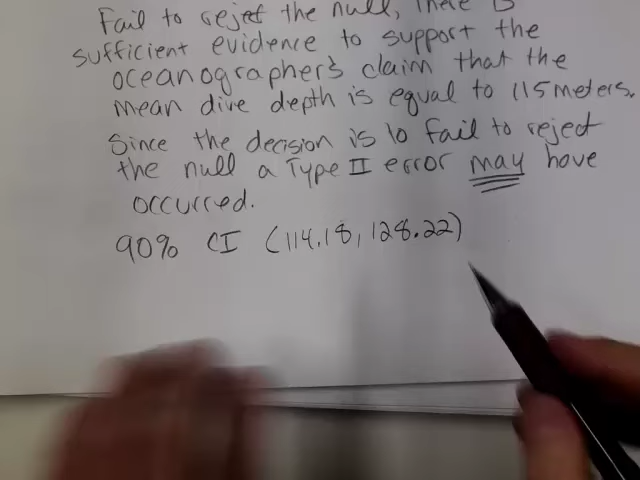 Fail to reject the null, There is
sufficient evidence to support the
oceanographer's claim that the
mean dive depth is equal to 115 meters.
Since the decision is to fail to reject
the null a Type II error may have
occurred.
90% CI (114.18, 128.22)